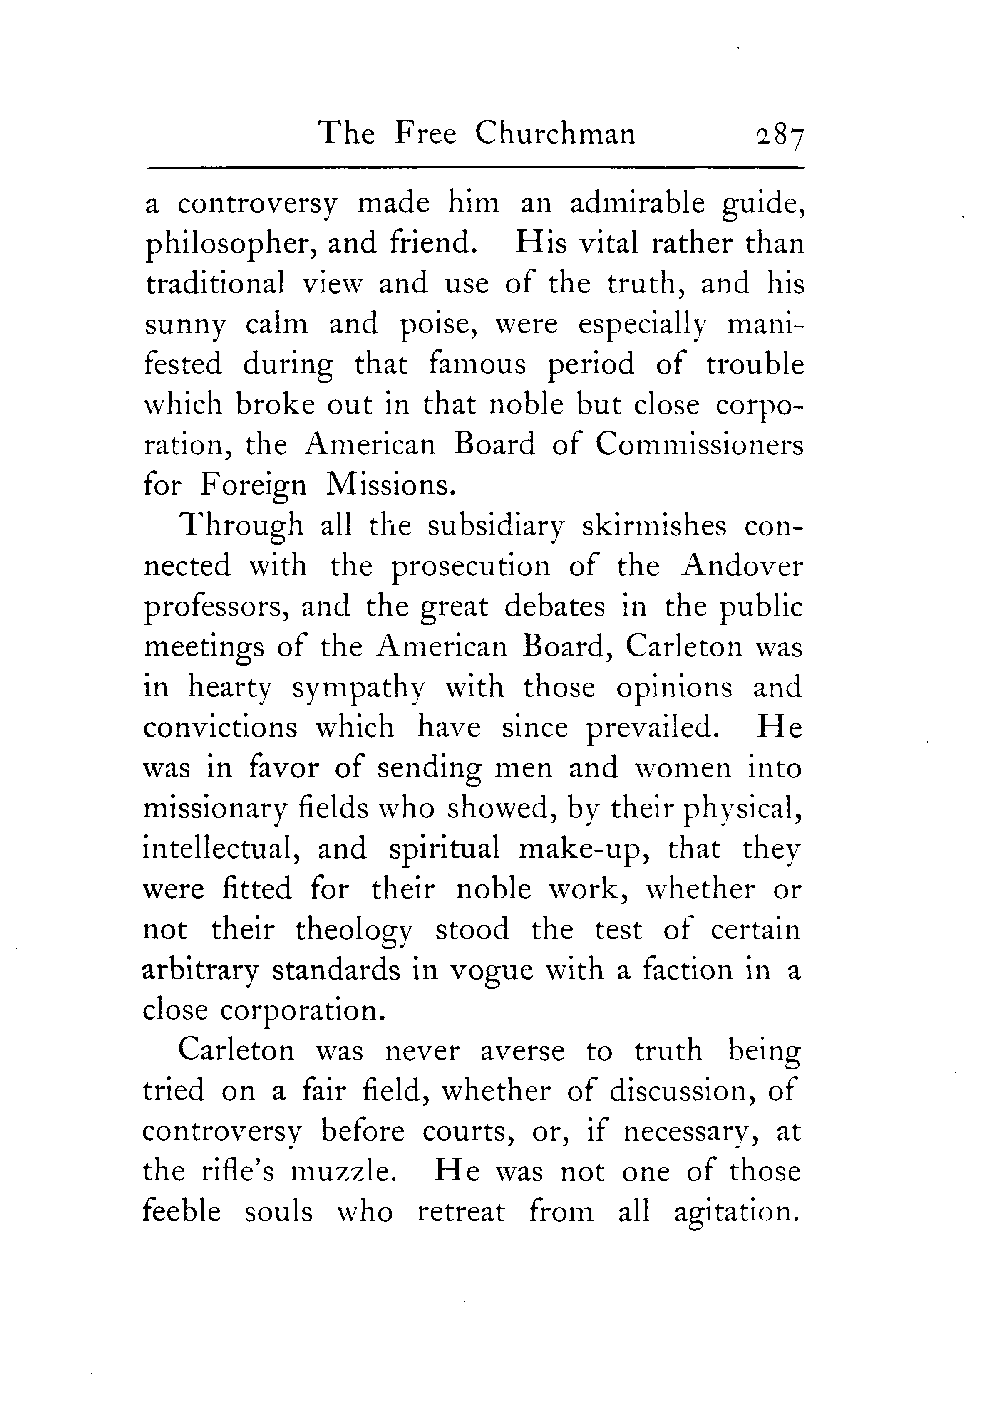 The Free Churchman 287
a controversy made him an admirable guide,
philosopher, and friend. His vital rather than
traditional view and use of the truth, and his
sunny calm and poise, were especially mani-
fested during that famous period of trouble
which broke out in that noble but close corpo-
ration, the American Board of Commissioners
for Foreign Missions.
Through all the subsidiary skirmishes con-
nected with the prosecution of the Andover
professors, and the great debates in the public
meetings of the American Board, Carleton was
in hearty sympathy with those opinions and
convictions which have since prevailed. He
was in favor of sending men and women into
missionary fields who showed, by their physical,
intellectual, and spiritual make-up, that they
were fitted for their noble work, whether or
not their theology stood the test of certain
arbitrary standards in vogue with a faction in a
close corporation.
Carleton was never averse to truth being
tried on a fair field, whether of discussion, of
controversy before courts, or, if necessary, at
the rifle's muzzle. He was not one of those
feeble souls who retreat from all agitation.